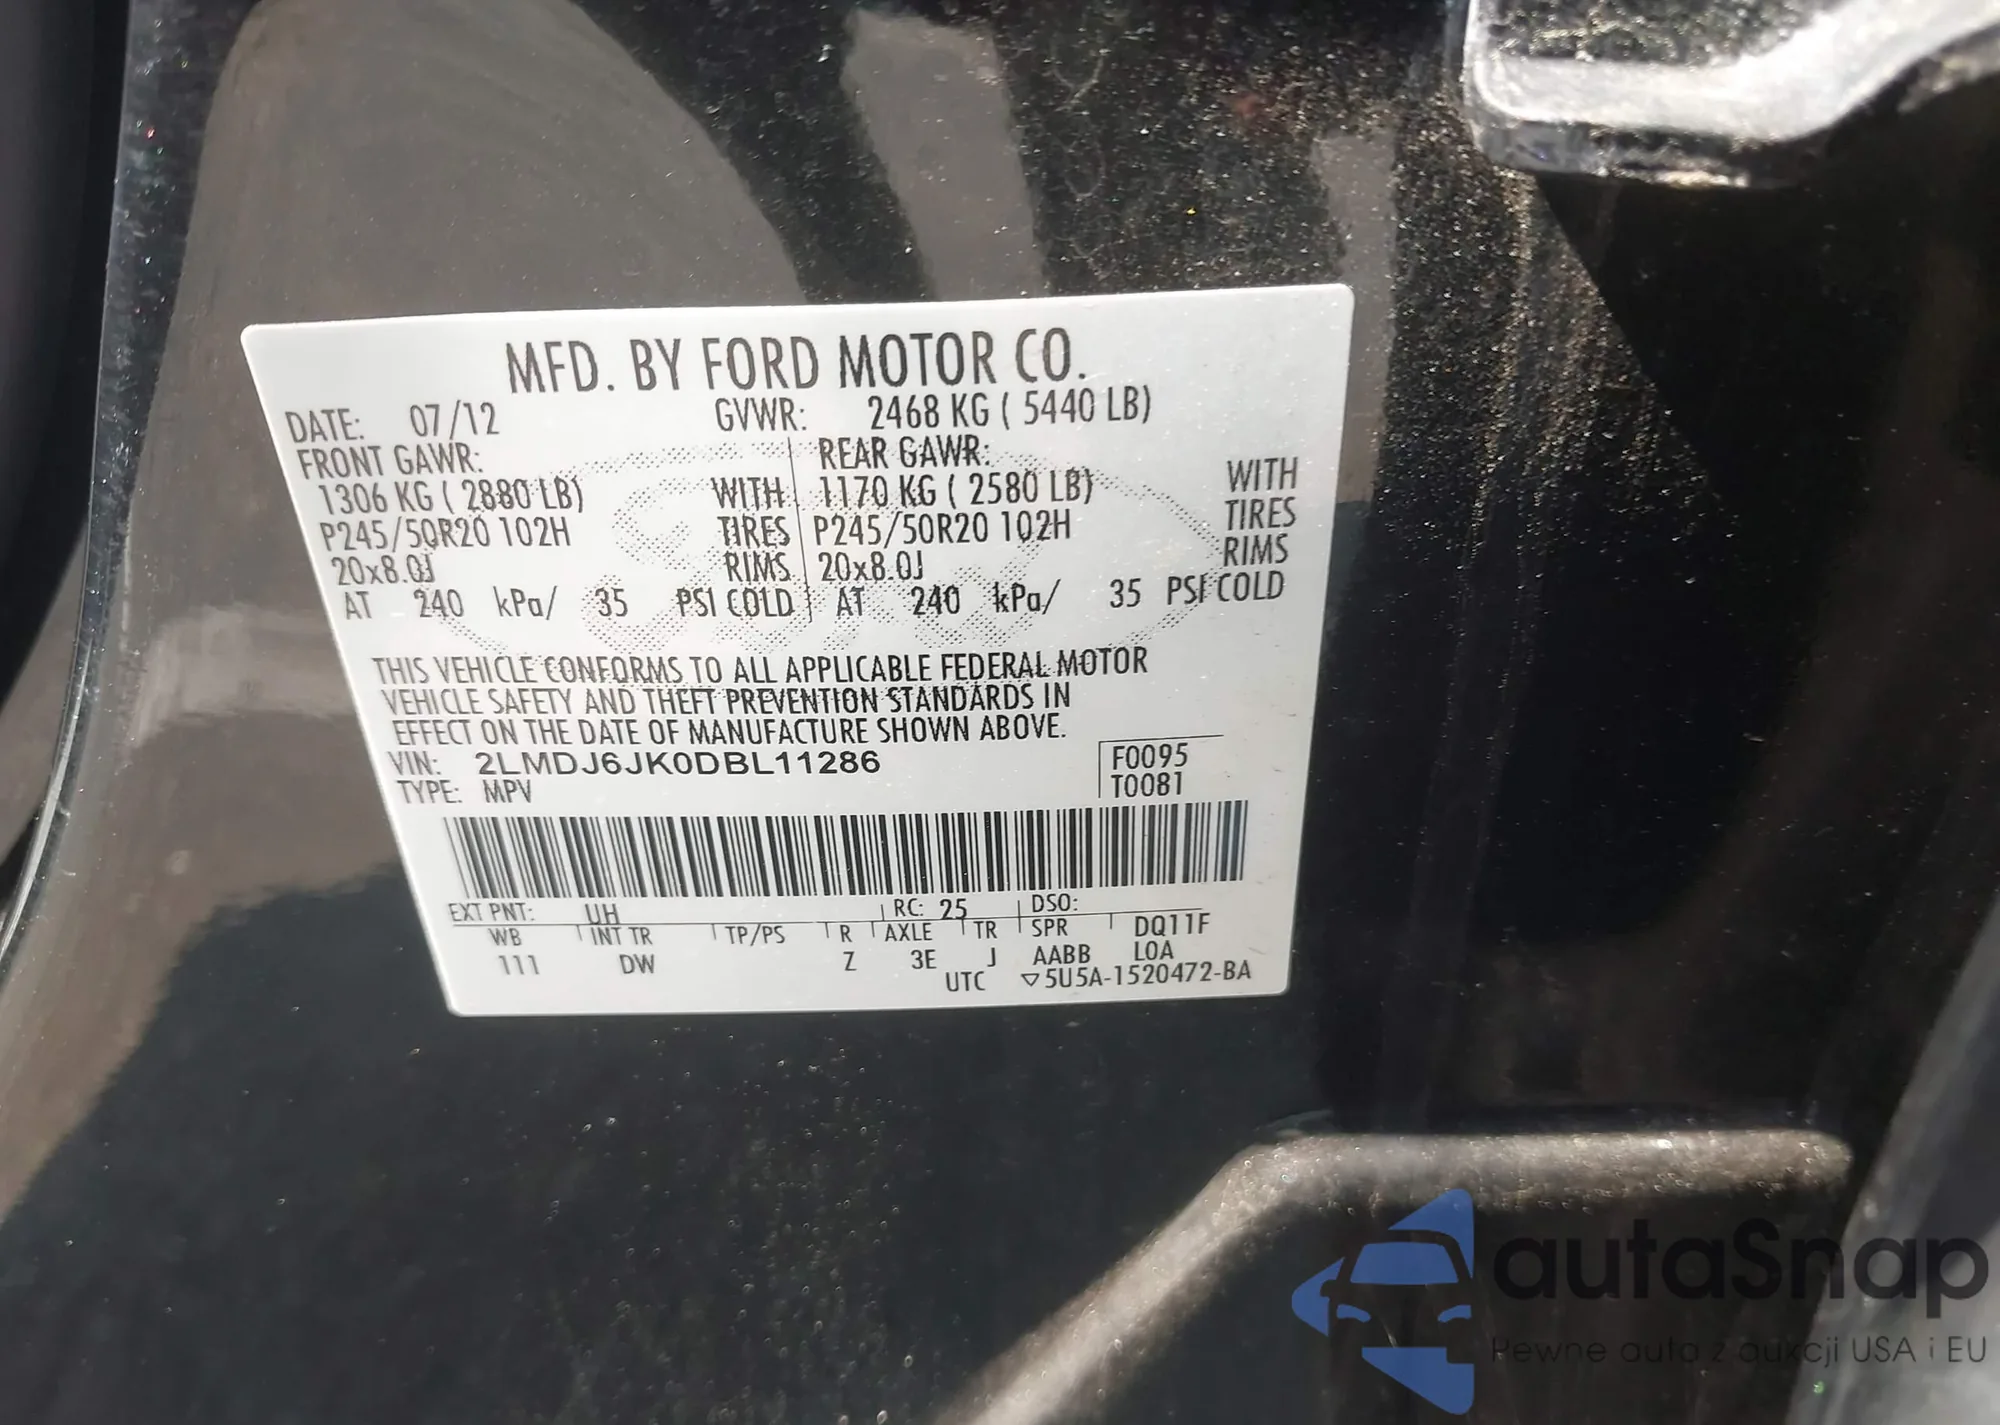 MFD. BY FORD MOTOR CO.
DATE: 07/12 GVWR: 2468 KG ( 5440 LB)
FRONT GAWR: REAR GAWR:
1306 KG ( 2880 LB) WITH 1170 KG ( 2580 LB) WITH
P245/50R20 102H TIRES P245/50R20 102H TIRES
20x8.0J RIMS 20x8.0J RIMS
AT 240 kPa/ 35 PSI COLD AT 240 kPa/ 35 PSI COLD
THIS VEHICLE CONFORMS TO ALL APPLICABLE FEDERAL MOTOR
VEHICLE SAFETY AND THEFT PREVENTION STANDARDS IN
EFFECT ON THE DATE OF MANUFACTURE SHOWN ABOVE.
VIN: 2LMDJ6JK0DBL11286 F0095
TYPE: MPV T0081
EXT PNT: UH RC: 25 DSO:
WB INT TR TP/PS R AXLE TR SPR DQ11F
111 DW Z 3E J AABB LOA
UTC ▽5U5A-1520472-BA
autaSnap
Pewne auta z aukcji USA i EU